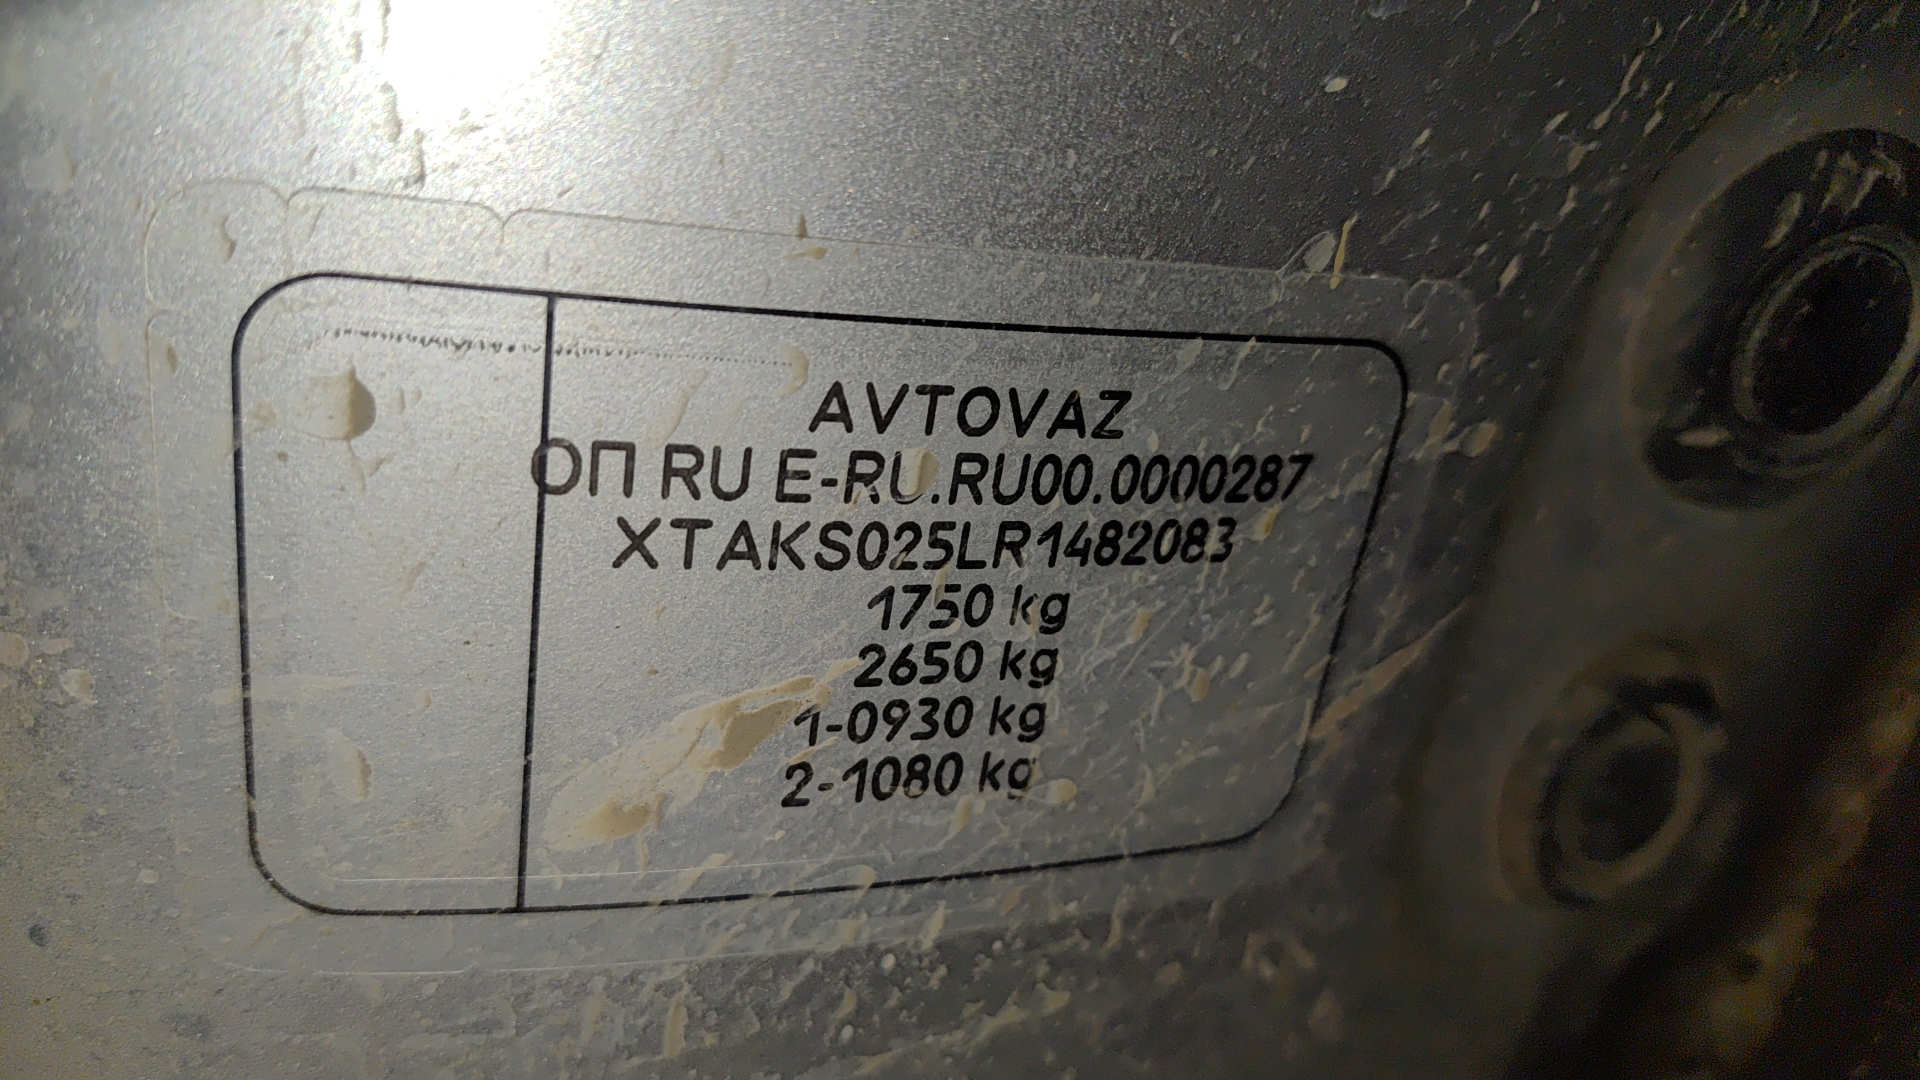 AVTOVAZ
ОП RU E-RU.RU00.0000287
XTAKS025LR1482083
1750 kg
2650 kg
1-0930 kg
2-1080 kg